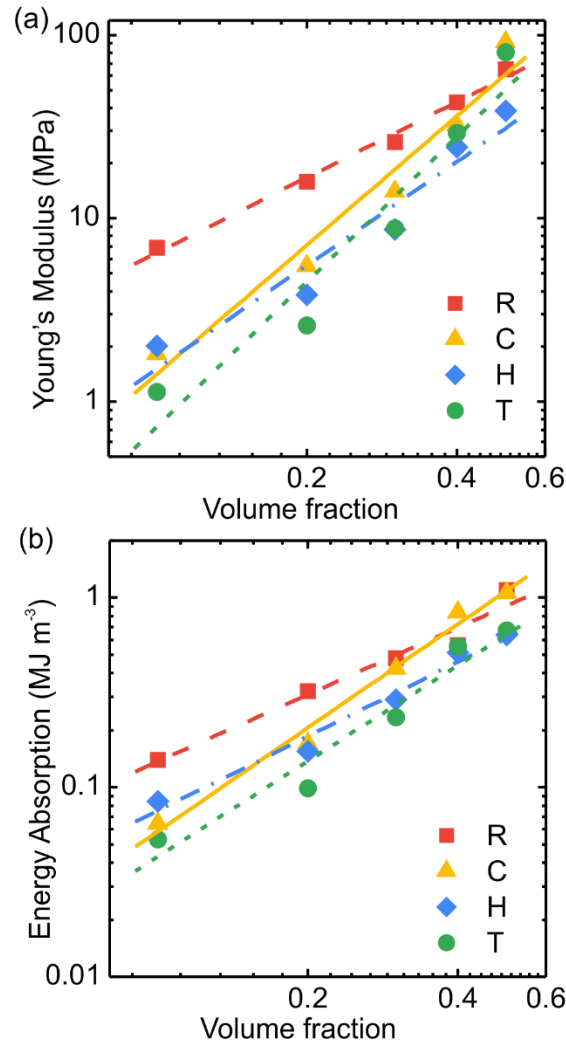 (a)
100
10
1
Young's Modulus (MPa)
R
C
H
T
0.2
0.4
0.6
Volume fraction
(b)
1
0.1
0.01
Energy Absorption (MJ m⁻³)
R
C
H
T
0.2
0.4
0.6
Volume fraction